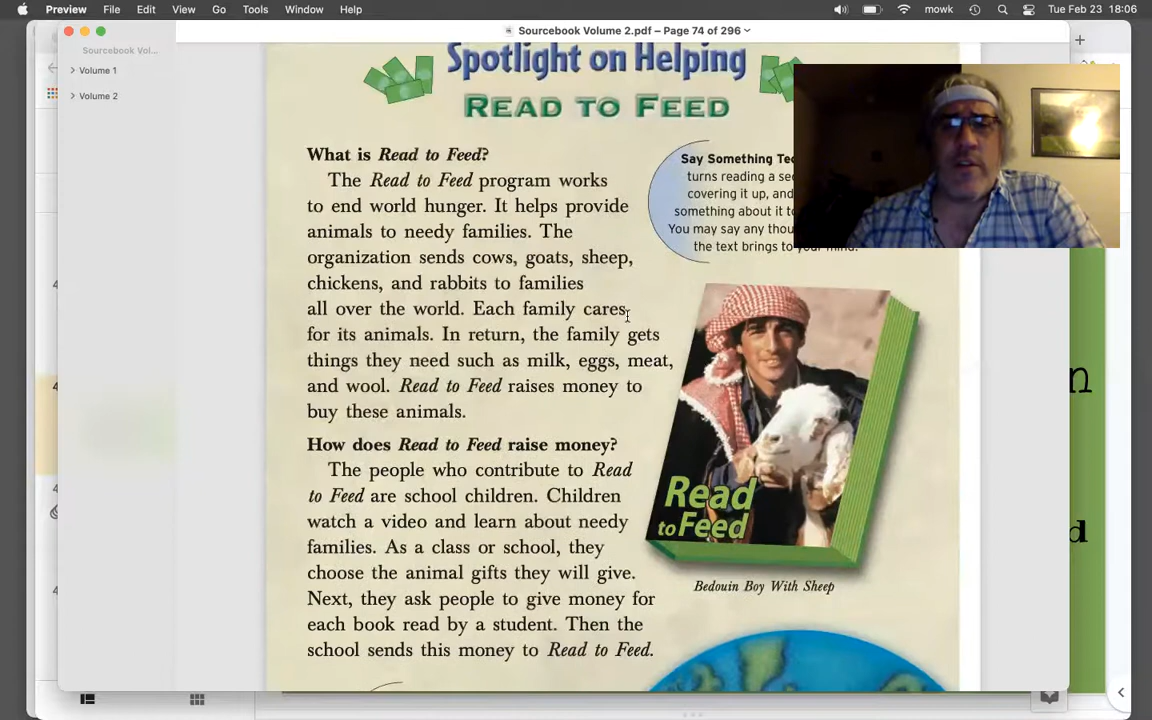 Preview File Edit View Go Tools Window Help mowk Tue Feb 23 18:06
Sourcebook Volume 2.pdf — Page 74 of 296
Sourcebook Vol...
Volume 1
Volume 2
Spotlight on Helping
READ TO FEED
What is Read to Feed?
The Read to Feed program works
to end world hunger. It helps provide
animals to needy families. The
organization sends cows, goats, sheep,
chickens, and rabbits to families
all over the world. Each family cares
for its animals. In return, the family gets
things they need such as milk, eggs, meat,
and wool. Read to Feed raises money to
buy these animals.
How does Read to Feed raise money?
The people who contribute to Read
to Feed are school children. Children
watch a video and learn about needy
families. As a class or school, they
choose the animal gifts they will give.
Next, they ask people to give money for
each book read by a student. Then the
school sends this money to Read to Feed.
Say Something
turns reading a
covering it up, and
something about it to
You may say any
the text brings to your mind.
Read
to Feed
Bedouin Boy With Sheep
n
d